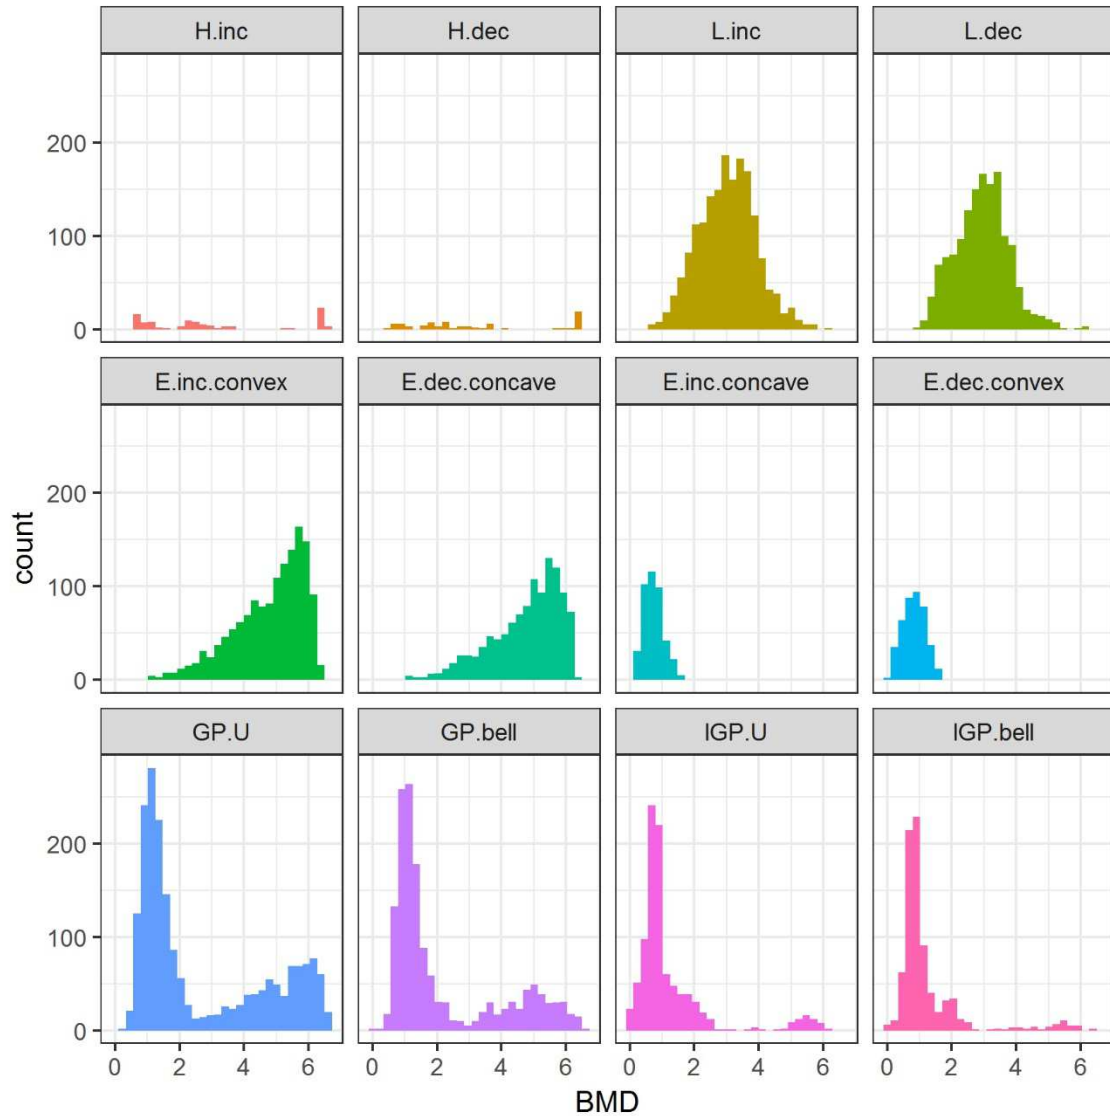 H.inc H.dec L.inc L.dec
200
100
0
E.inc.convex E.dec.concave E.inc.concave E.dec.convex
count
200
100
0
GP.U GP.bell IGP.U IGP.bell
200
100
0
0 2 4 6 0 2 4 6 0 2 4 6 0 2 4 6
BMD